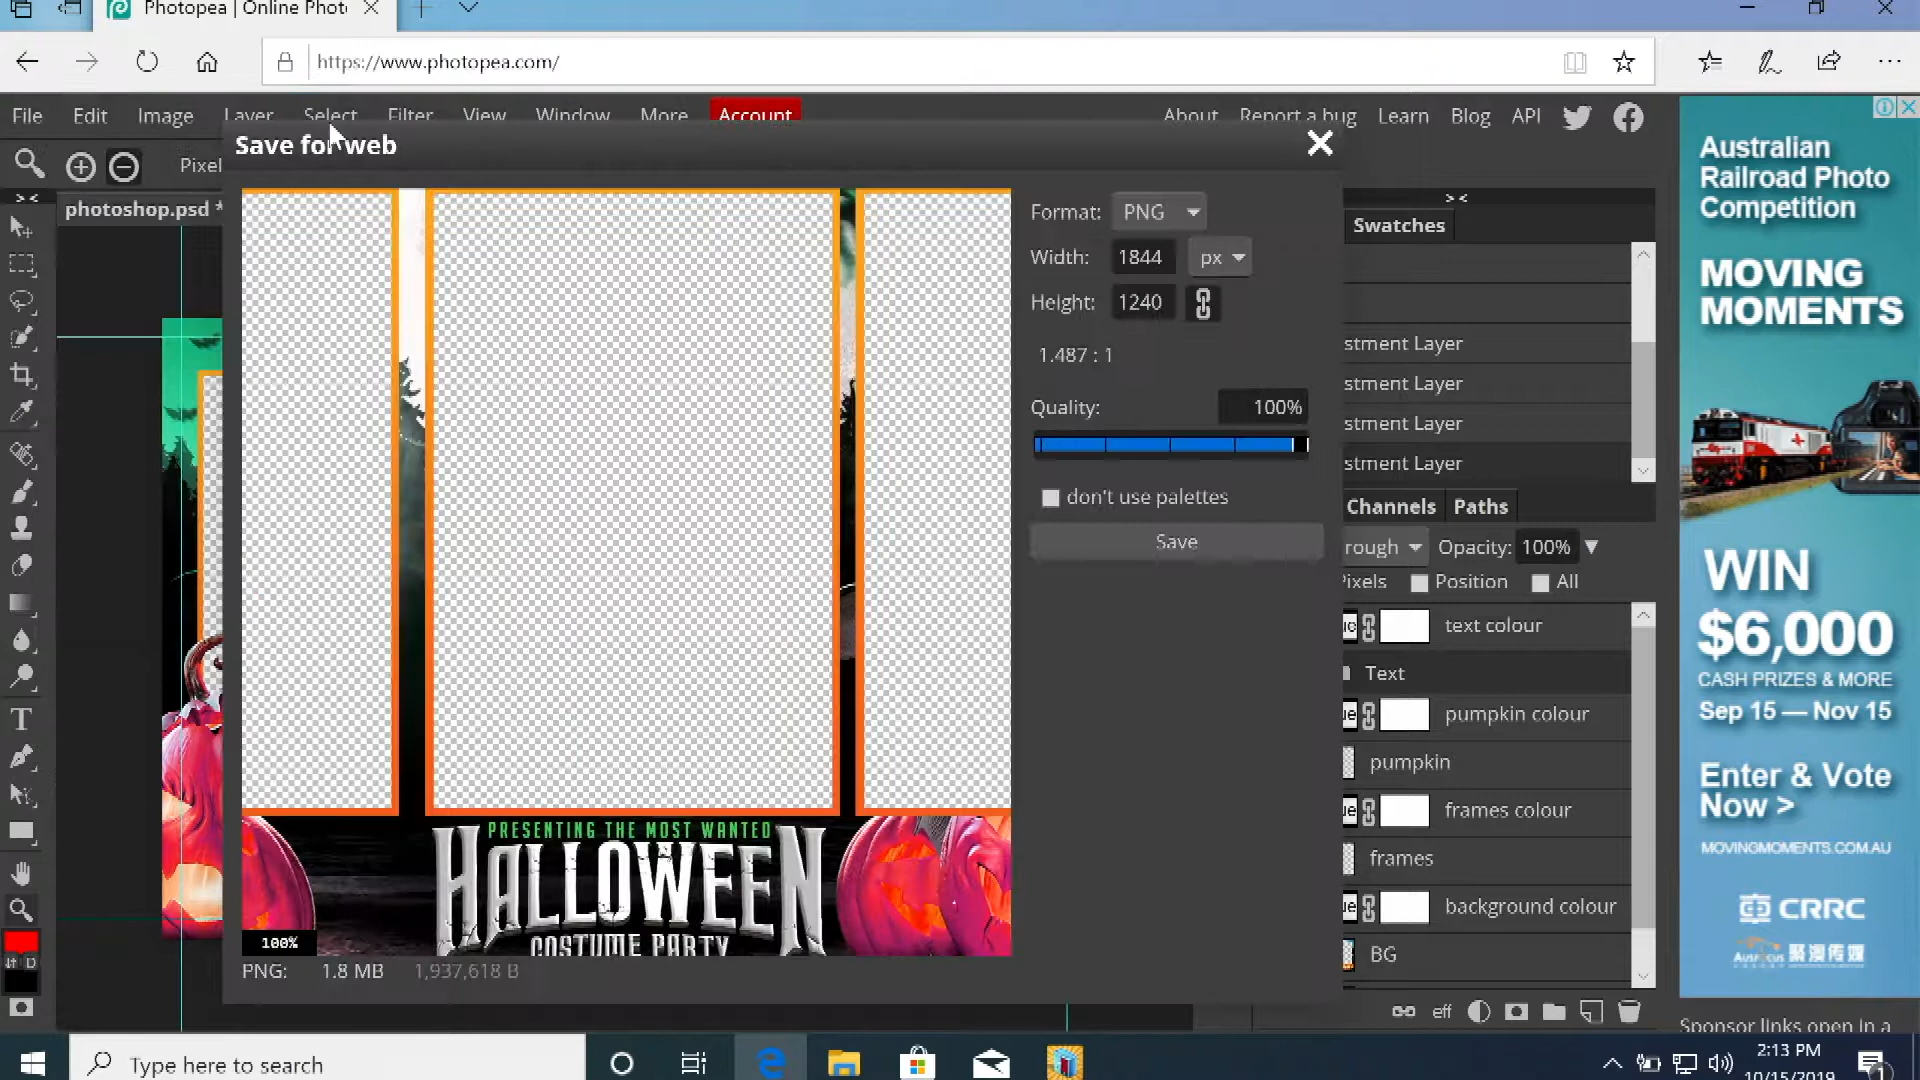 Photopea | Online Phot
https://www.photopea.com/
File Edit Image Layer Select Filter View Window More Account
About Report a bug Learn Blog API
Save for web
Pixel
photoshop.psd *
Format: PNG
Width: 1844 px
Height: 1240
1.487 : 1
Quality: 100%
don't use palettes
Save
PRESENTING THE MOST WANTED
HALLOWEEN
COSTUME PARTY
100%
PNG: 1.8 MB 1,937,618 B
> <
> <
Swatches
stment Layer
stment Layer
stment Layer
stment Layer
Channels Paths
rough Opacity: 100%
Pixels Position All
text colour
Text
pumpkin colour
pumpkin
frames colour
frames
background colour
BG
eff
T
D
Australian
Railroad Photo
Competition
MOVING
MOMENTS
WIN
$6,000
CASH PRIZES & MORE
Sep 15 — Nov 15
Enter & Vote
Now >
MOVINGMOMENTS.COM.AU
CRRC
聚澳传媒
Sponsor links open in a
Type here to search
2:13 PM
10/15/2019
1